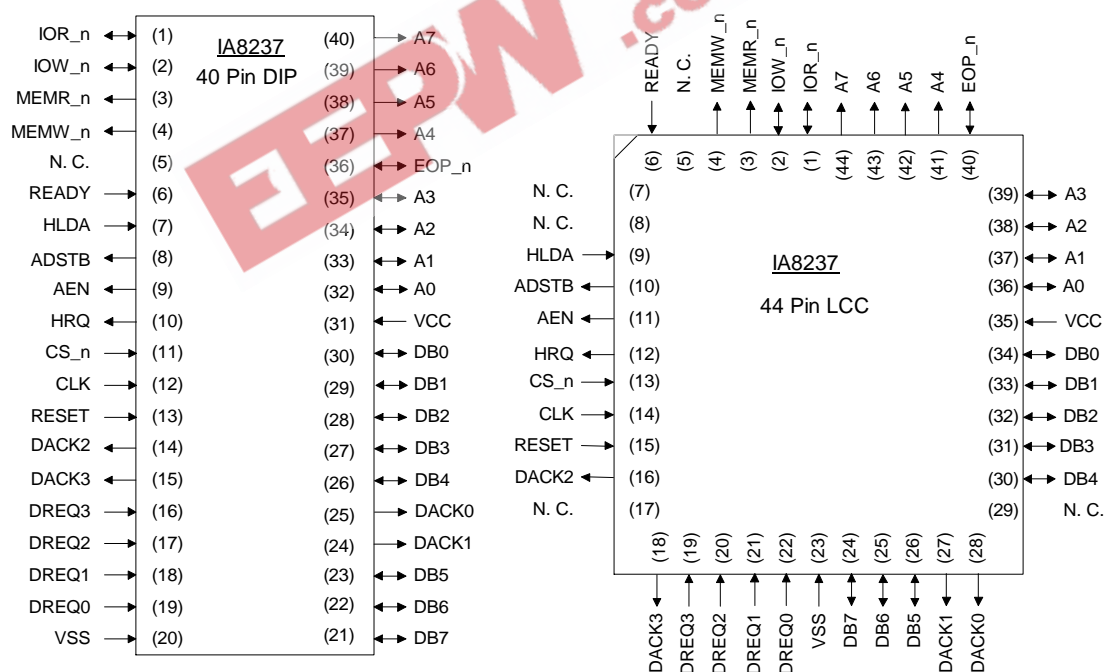 IA8237
40 Pin DIP
IOR_n (1)
IOW_n (2)
MEMR_n (3)
MEMW_n (4)
N. C. (5)
READY (6)
HLDA (7)
ADSTB (8)
AEN (9)
HRQ (10)
CS_n (11)
CLK (12)
RESET (13)
DACK2 (14)
DACK3 (15)
DREQ3 (16)
DREQ2 (17)
DREQ1 (18)
DREQ0 (19)
VSS (20)
(40) A7
(39) A6
(38) A5
(37) A4
(36) EOP_n
(35) A3
(34) A2
(33) A1
(32) A0
(31) VCC
(30) DB0
(29) DB1
(28) DB2
(27) DB3
(26) DB4
(25) DACK0
(24) DACK1
(23) DB5
(22) DB6
(21) DB7
EEPW.co
IA8237
44 Pin LCC
READY (6)
N. C. (5)
MEMW_n (4)
MEMR_n (3)
IOW_n (2)
IOR_n (1)
A7 (44)
A6 (43)
A5 (42)
A4 (41)
EOP_n (40)
N. C. (7)
N. C. (8)
HLDA (9)
ADSTB (10)
AEN (11)
HRQ (12)
CS_n (13)
CLK (14)
RESET (15)
DACK2 (16)
N. C. (17)
(39) A3
(38) A2
(37) A1
(36) A0
(35) VCC
(34) DB0
(33) DB1
(32) DB2
(31) DB3
(30) DB4
(29) N. C.
(18) DACK3
(19) DREQ3
(20) DREQ2
(21) DREQ1
(22) DREQ0
(23) VSS
(24) DB7
(25) DB6
(26) DB5
(27) DACK1
(28) DACK0